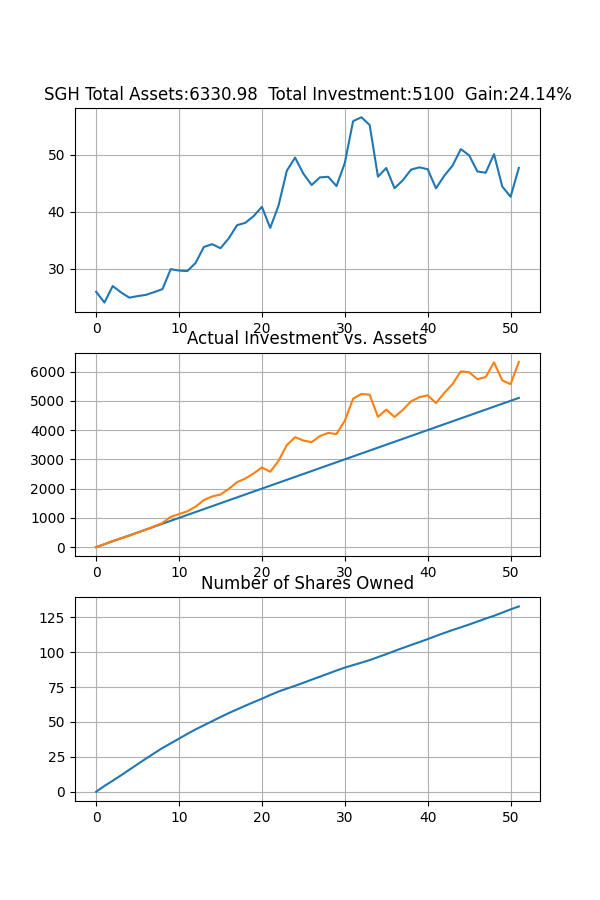 SGH Total Assets:6330.98  Total Investment:5100  Gain:24.14%
50
40
30
0 10 20 30 40 50
Actual Investment vs. Assets
6000
5000
4000
3000
2000
1000
0
0 10 20 30 40 50
Number of Shares Owned
125
100
75
50
25
0
0 10 20 30 40 50